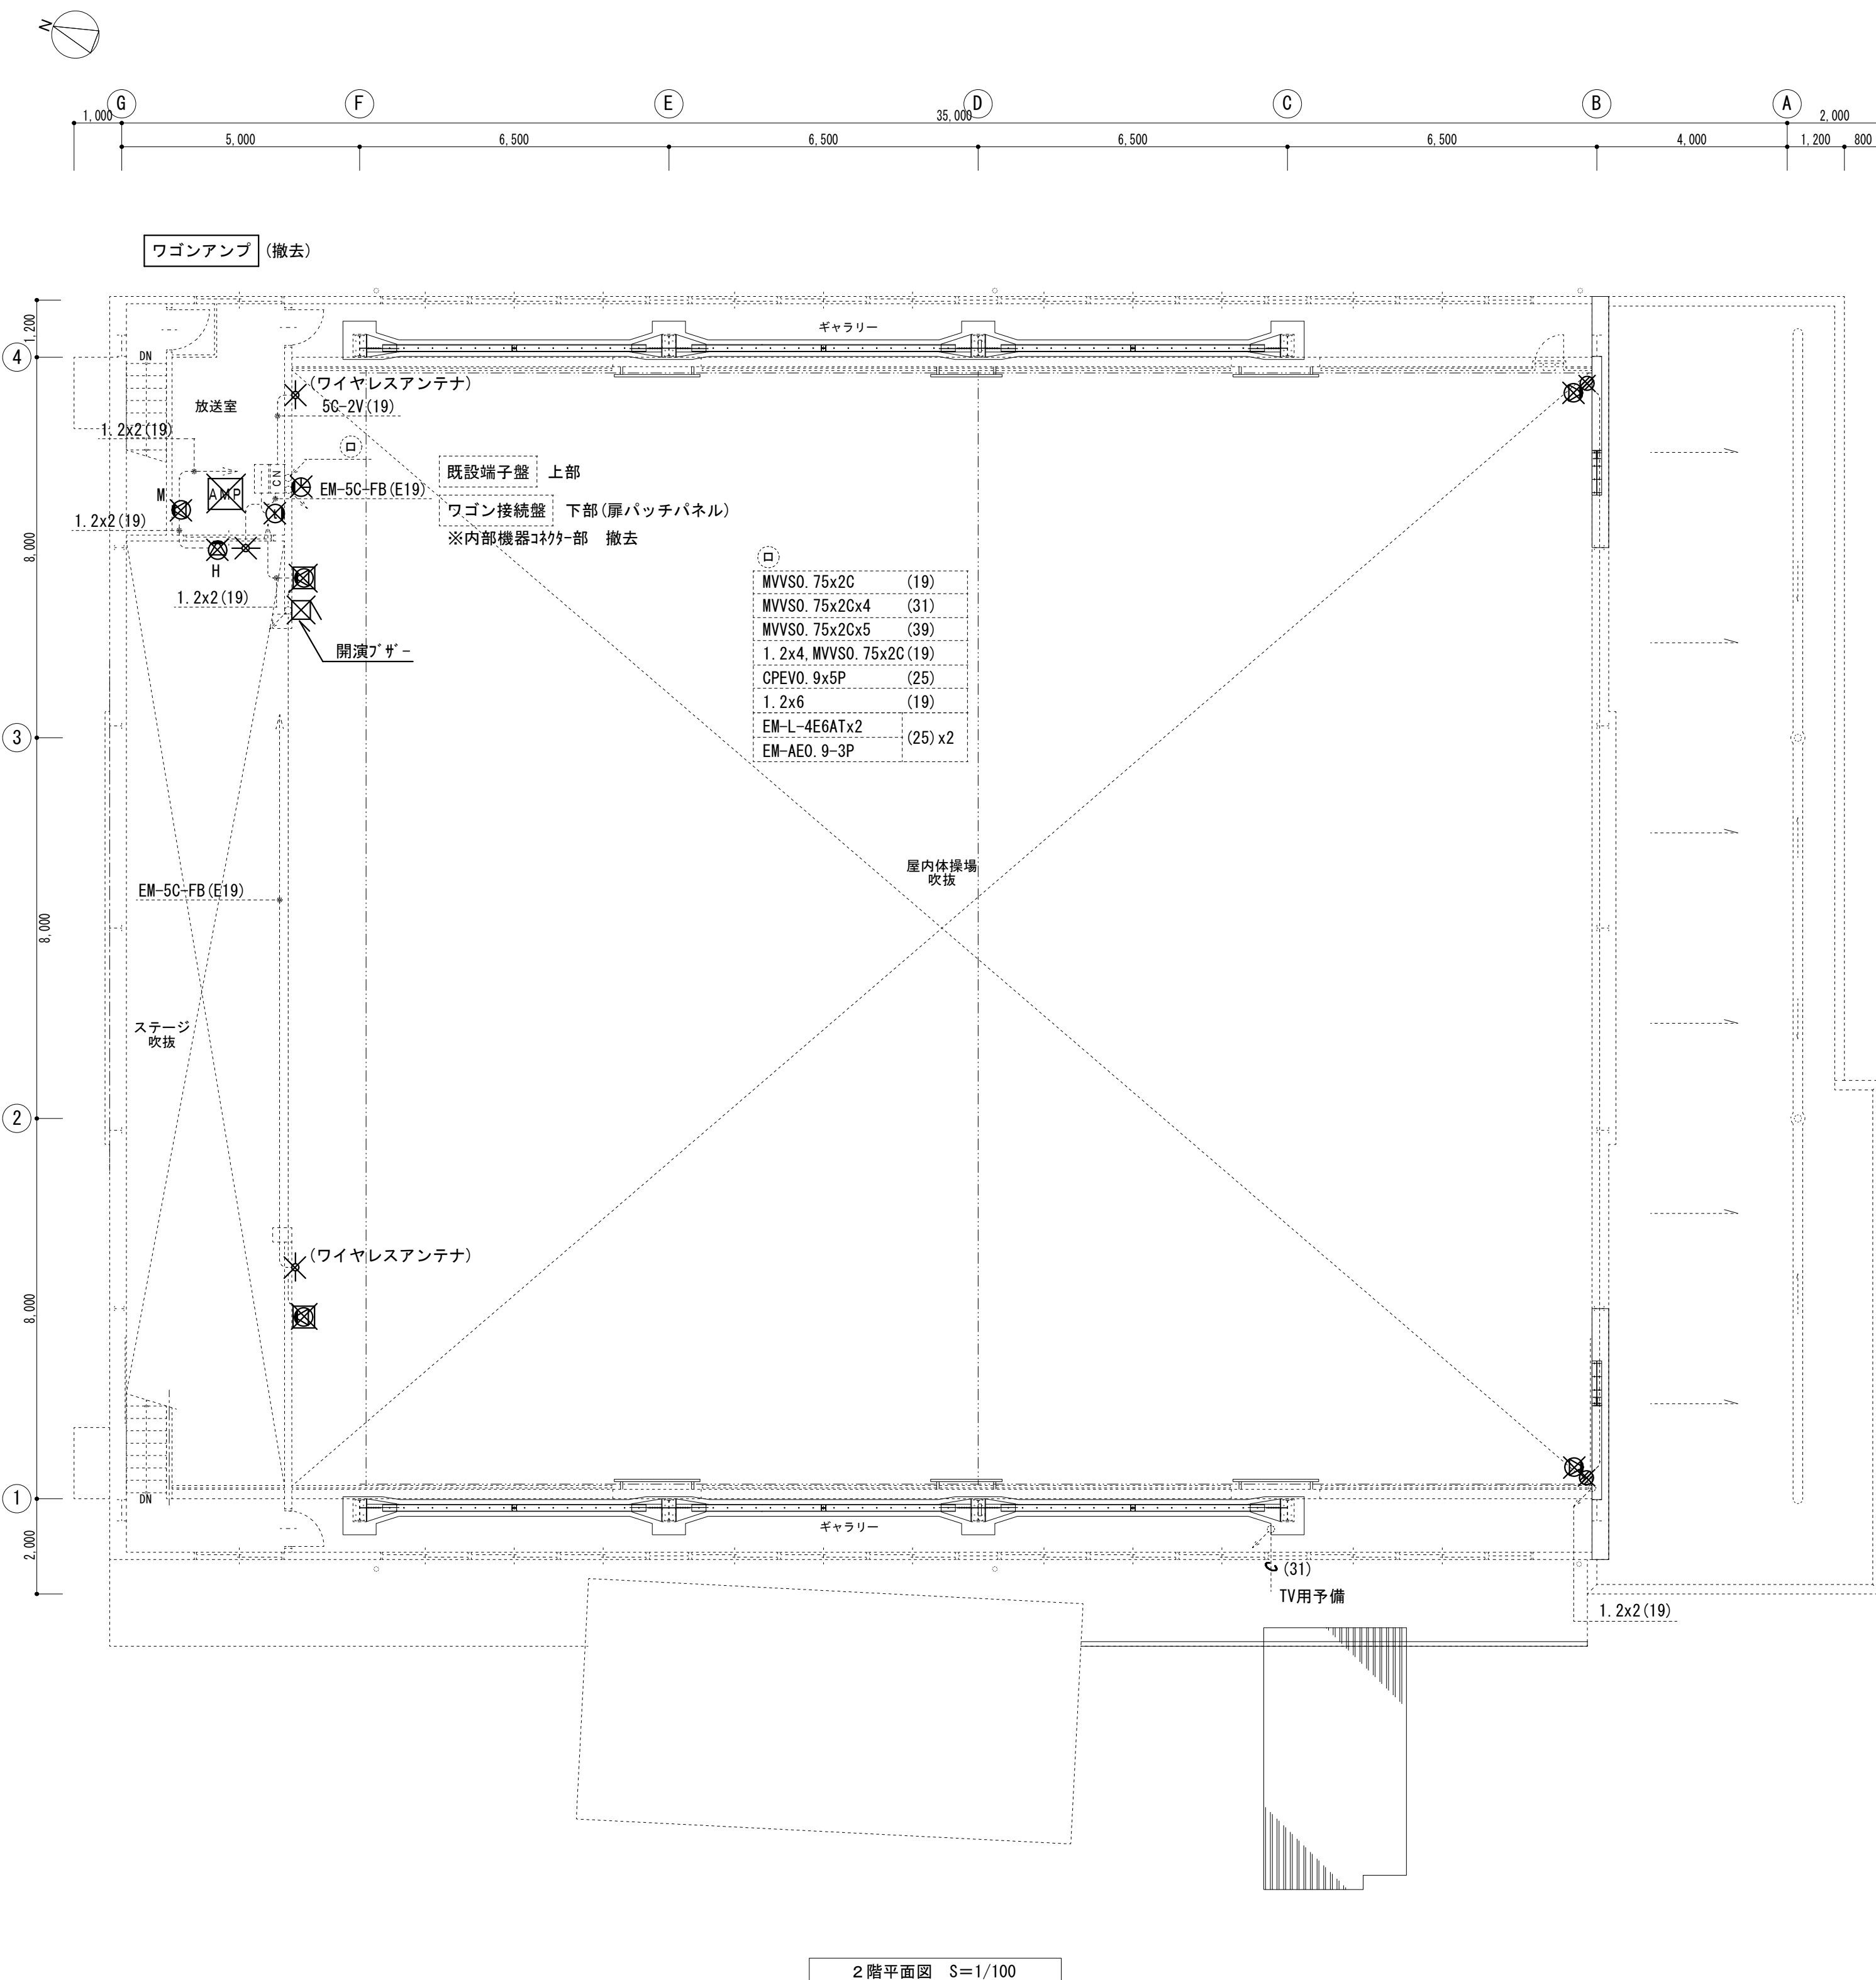 N
G F E D C B A
1,000 35,000 2,000
5,000 6,500 6,500 6,500 6,500 4,000 1,200 800
ワゴンアンプ (撤去)
1,200
ギャラリー
4
DN
(ワイヤレスアンテナ)
放送室
5C-2V(19)
1.2x2(19)
ロ
既設端子盤 上部
CN
EM-5C-FB(E19)
M
AMP
ワゴン接続盤 下部(扉パッチパネル)
1.2x2(19)
※内部機器ｺﾈｸﾀｰ部 撤去
8,000
H
ロ
MVVS0.75x2C (19)
1.2x2(19)
MVVS0.75x2Cx4 (31)
MVVS0.75x2Cx5 (39)
開演ﾌﾞｻﾞｰ
1.2x4,MVVS0.75x2C(19)
CPEV0.9x5P (25)
1.2x6 (19)
EM-L-4E6ATx2
(25)x2
EM-AE0.9-3P
3
屋内体操場
吹抜
EM-5C-FB(E19)
8,000
ステージ
吹抜
2
(ワイヤレスアンテナ)
8,000
1
DN
ギャラリー
2,000
(31)
TV用予備
1.2x2(19)
2階平面図 S=1/100